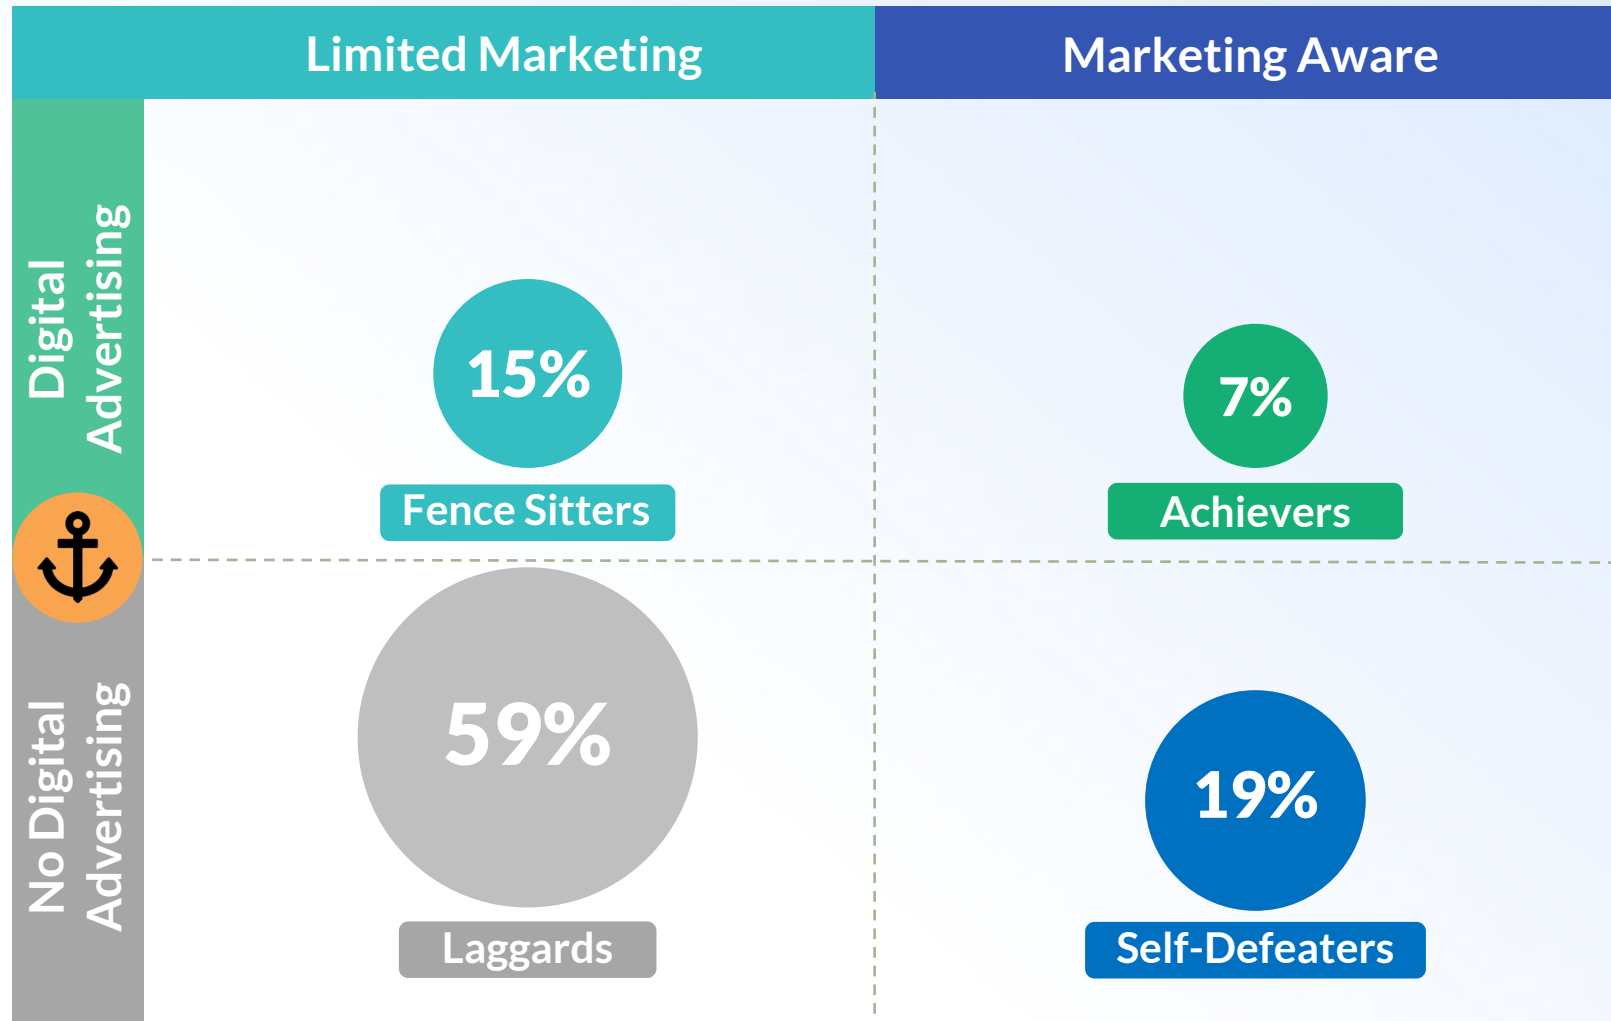 Limited Marketing
Marketing Aware
Digital
Advertising
15%
Fence Sitters
7%
Achievers
No Digital
Advertising
59%
Laggards
19%
Self-Defeaters